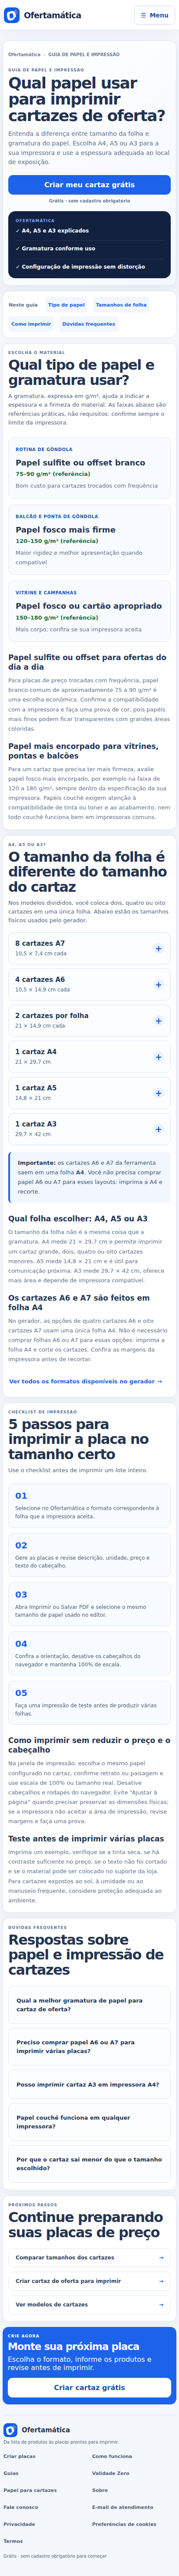 Ofertamática
☰ Menu
Ofertamática › GUIA DE PAPEL E IMPRESSÃO
GUIA DE PAPEL E IMPRESSÃO
Qual papel usar
para imprimir
cartazes de oferta?
Entenda a diferença entre tamanho da folha e
gramatura do papel. Escolha A4, A5 ou A3 para a
impressora e use a espessura adequada ao local
de exposição.
Criar meu cartaz grátis
Grátis · sem cadastro obrigatório
OFERTAMÁTICA
✓ A4, A5 e A3 explicados
✓ Gramatura conforme uso
✓ Configuração de impressão sem distorção
Neste guia
Tipo de papel
Tamanhos de folha
Como imprimir
Dúvidas frequentes
ESCOLHA O MATERIAL
Qual tipo de papel e
gramatura usar?
A gramatura, expressa em g/m², ajuda a indicar a
espessura e a firmeza do material. As faixas abaixo são
referências práticas, não requisitos: confirme sempre o
limite da impressora.
ROTINA DE GÔNDOLA
Papel sulfite ou offset branco
75–90 g/m² (referência)
Bom custo para cartazes trocados com frequência
BALCÃO E PONTA DE GÔNDOLA
Papel fosco mais firme
120–150 g/m² (referência)
Maior rigidez e melhor apresentação quando
compatível
VITRINE E CAMPANHAS
Papel fosco ou cartão apropriado
150–180 g/m² (referência)
Mais corpo; confira se sua impressora aceita
Papel sulfite ou offset para ofertas do
dia a dia
Para placas de preço trocadas com frequência, papel
branco comum de aproximadamente 75 a 90 g/m² é
uma escolha econômica. Confirme a compatibilidade
com a impressora e faça uma prova de cor, pois papéis
mais finos podem ficar transparentes com grandes áreas
coloridas.
Papel mais encorpado para vitrines,
pontas e balcões
Para um cartaz que precisa ter mais firmeza, avalie
papel fosco mais encorpado, por exemplo na faixa de
120 a 180 g/m², sempre dentro da especificação da sua
impressora. Papéis couchê exigem atenção à
compatibilidade de tinta ou toner e ao acabamento; nem
todo couchê funciona bem em impressoras comuns.
A4, A5 OU A3?
O tamanho da folha é
diferente do tamanho
do cartaz
Nos modelos divididos, você coloca dois, quatro ou oito
cartazes em uma única folha. Abaixo estão os tamanhos
físicos usados pelo gerador.
8 cartazes A7
10,5 × 7,4 cm cada
4 cartazes A6
10,5 × 14,9 cm cada
2 cartazes por folha
21 × 14,9 cm cada
1 cartaz A4
21 × 29,7 cm
1 cartaz A5
14,8 × 21 cm
1 cartaz A3
29,7 × 42 cm
Importante: os cartazes A6 e A7 da ferramenta
saem em uma folha A4. Você não precisa comprar
papel A6 ou A7 para esses layouts: imprima a A4 e
recorte.
Qual folha escolher: A4, A5 ou A3
O tamanho da folha não é a mesma coisa que a
gramatura. A4 mede 21 × 29,7 cm e permite imprimir
um cartaz grande, dois, quatro ou oito cartazes
menores. A5 mede 14,8 × 21 cm e é útil para
comunicação próxima. A3 mede 29,7 × 42 cm, oferece
mais área e depende de impressora compatível.
Os cartazes A6 e A7 são feitos em
folha A4
No gerador, as opções de quatro cartazes A6 e oito
cartazes A7 usam uma única folha A4. Não é necessário
comprar folhas A6 ou A7 para essas opções: imprima a
folha A4 e corte os cartazes. Confira as margens da
impressora antes de recortar.
Ver todos os formatos disponíveis no gerador →
CHECKLIST DE IMPRESSÃO
5 passos para
imprimir a placa no
tamanho certo
Use o checklist antes de imprimir um lote inteiro
01
Selecione no Ofertamática o formato correspondente à
folha que a impressora aceita.
02
Gere as placas e revise descrição, unidade, preço e
texto do cabeçalho.
03
Abra Imprimir ou Salvar PDF e selecione o mesmo
tamanho de papel usado no editor.
04
Confira a orientação, desative os cabeçalhos do
navegador e mantenha 100% de escala.
05
Faça uma impressão de teste antes de produzir várias
folhas.
Como imprimir sem reduzir o preço e o
cabeçalho
Na janela de impressão, escolha o mesmo papel
configurado no cartaz, confirme retrato ou paisagem e
use escala de 100% ou tamanho real. Desative
cabeçalhos e rodapés do navegador. Evite “Ajustar à
página” quando precisar preservar as dimensões físicas;
se a impressora não aceitar a área de impressão, revise
margens e faça uma prova.
Teste antes de imprimir várias placas
Imprima um exemplo, verifique se a tinta seca, se há
contraste suficiente no preço, se o texto não foi cortado
e se o material pode ser colocado no suporte da loja.
Para cartazes expostos ao sol, à umidade ou ao
manuseio frequente, considere proteção adequada ao
ambiente.
DÚVIDAS FREQUENTES
Respostas sobre
papel e impressão de
cartazes
Qual a melhor gramatura de papel para
cartaz de oferta?
Preciso comprar papel A6 ou A7 para
imprimir várias placas?
Posso imprimir cartaz A3 em impressora A4?
Papel couchê funciona em qualquer
impressora?
Por que o cartaz sai menor do que o tamanho
escolhido?
PRÓXIMOS PASSOS
Continue preparando
suas placas de preço
Comparar tamanhos dos cartazes →
Criar cartaz de oferta para imprimir →
Ver modelos de cartazes →
CRIE AGORA
Monte sua próxima placa
Escolha o formato, informe os produtos e
revise antes de imprimir.
Criar cartaz grátis
Ofertamática
Da lista de produtos às placas prontas para imprimir.
Criar placas
Como funciona
Guias
Validade Zero
Papel para cartazes
Sobre
Fale conosco
E-mail de atendimento
Privacidade
Preferências de cookies
Termos
Grátis · sem cadastro obrigatório para começar